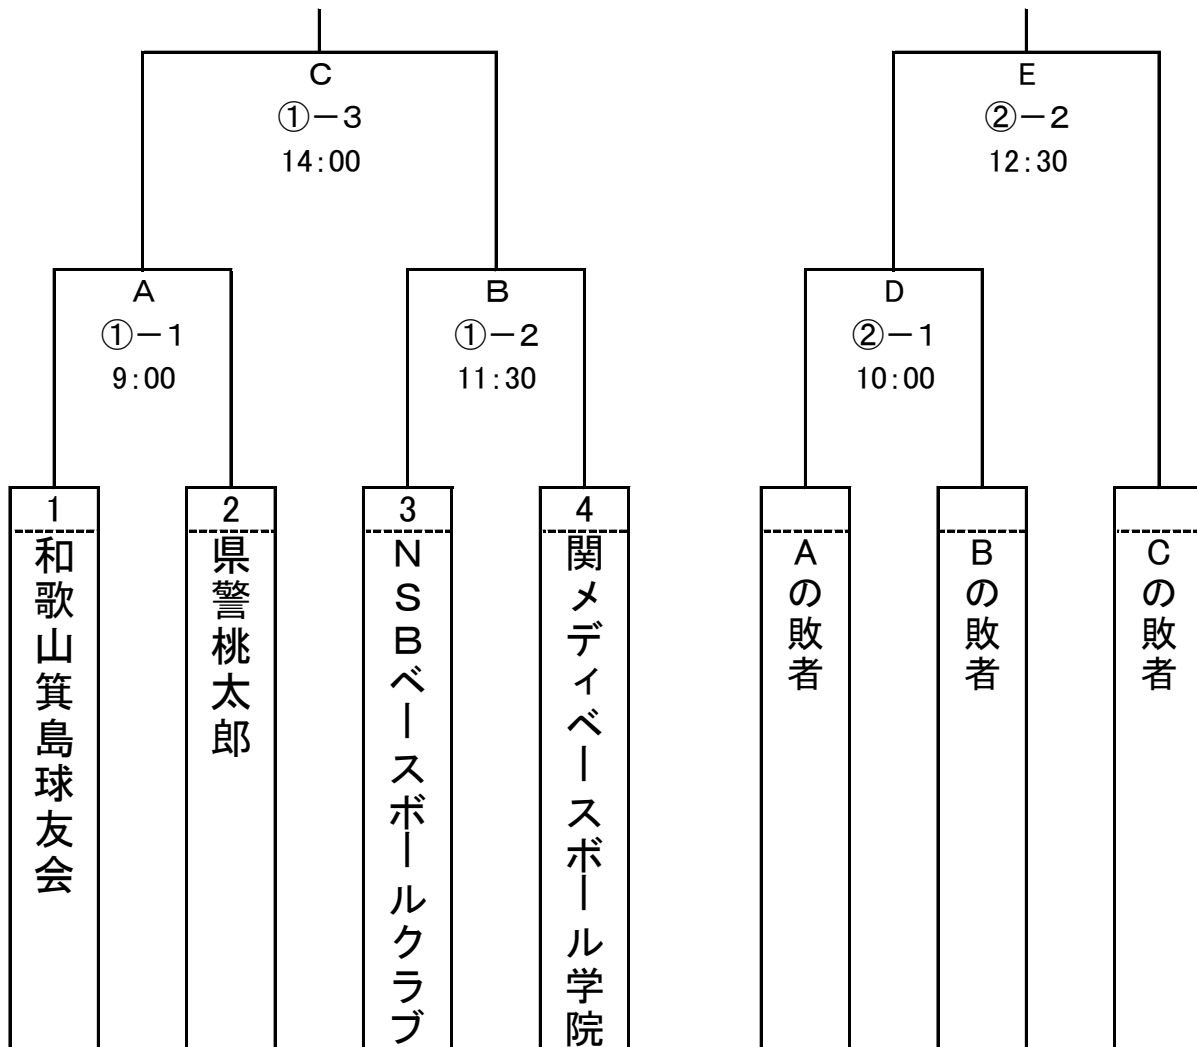 C
①－3
14:00
E
②－2
12:30
A
①－1
9:00
B
①－2
11:30
D
②－1
10:00
1
和歌山箕島球友会
2
県警桃太郎
3
NSBベースボールクラブ
4
関メディベースボール学院
Aの敗者
Bの敗者
Cの敗者